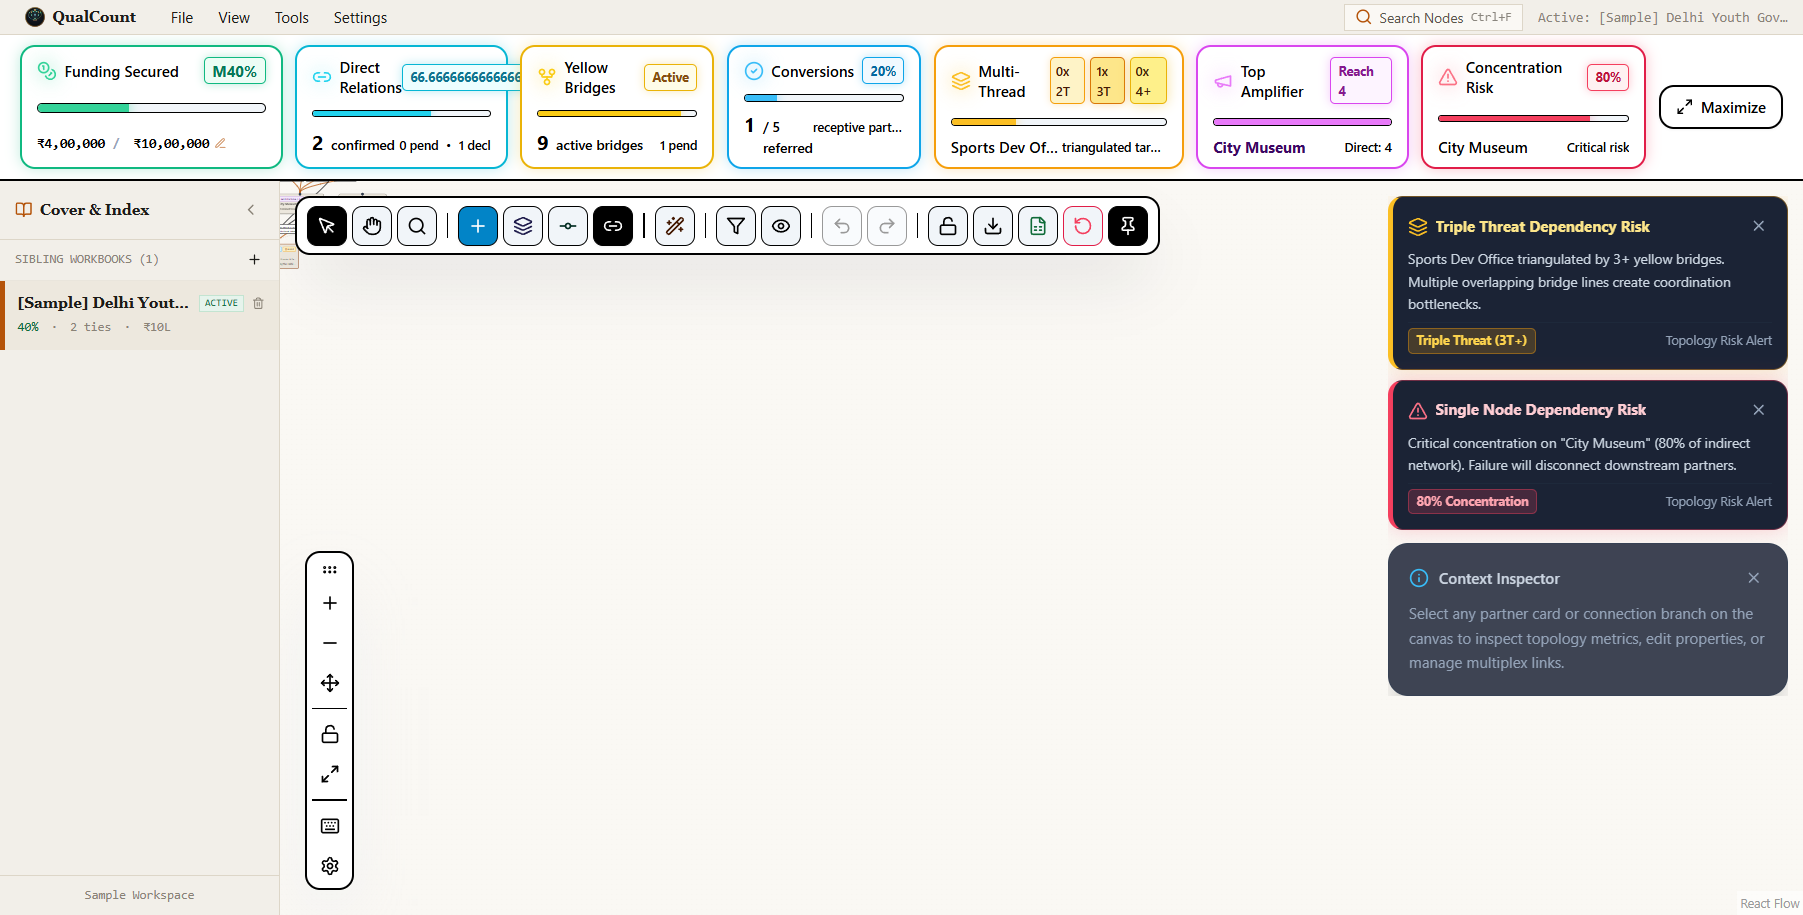 QualCount
File
View
Tools
Settings
Search Nodes Ctrl+F
Active: [Sample] Delhi Youth Gov…
Funding Secured
M40%
₹4,00,000 / ₹10,00,000
Direct Relations
66.6666666666666
2 confirmed 0 pend • 1 decl
Yellow Bridges
Active
9 active bridges 1 pend
Conversions
20%
1 / 5 referred
receptive part...
Multi-Thread
0x 2T
1x 3T
0x 4+
Sports Dev Of... triangulated tar...
Top Amplifier
Reach 4
City Museum Direct: 4
Concentration Risk
80%
City Museum Critical risk
Maximize
Cover & Index
SIBLING WORKBOOKS (1)
[Sample] Delhi Yout...
ACTIVE
40% · 2 ties · ₹10L
Sample Workspace
Triple Threat Dependency Risk
Sports Dev Office triangulated by 3+ yellow bridges.
Multiple overlapping bridge lines create coordination
bottlenecks.
Triple Threat (3T+)
Topology Risk Alert
Single Node Dependency Risk
Critical concentration on "City Museum" (80% of indirect
network). Failure will disconnect downstream partners.
80% Concentration
Topology Risk Alert
Context Inspector
Select any partner card or connection branch on the
canvas to inspect topology metrics, edit properties, or
manage multiplex links.
React Flow